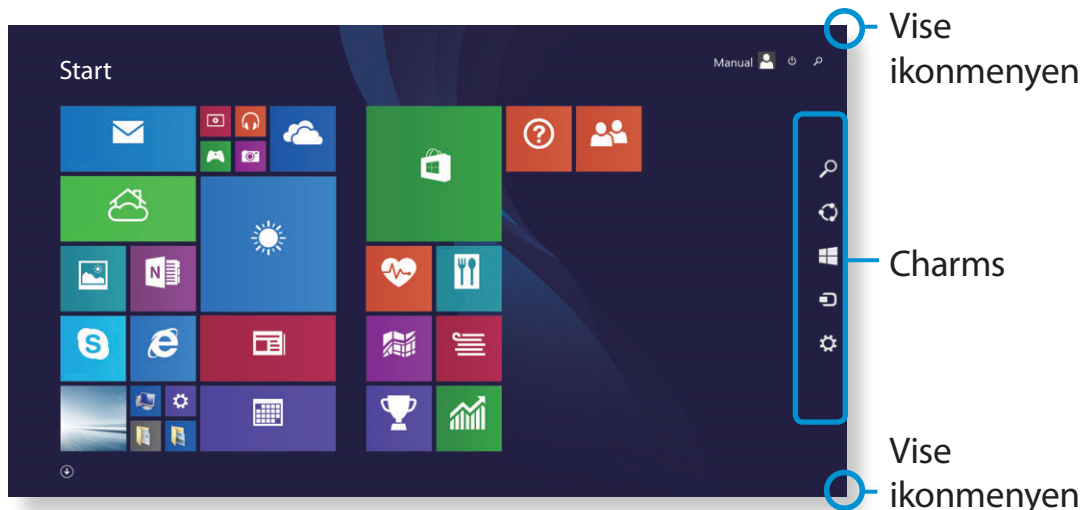 Vise
ikonmenyen
Start
Manual
Charms
Vise
ikonmenyen